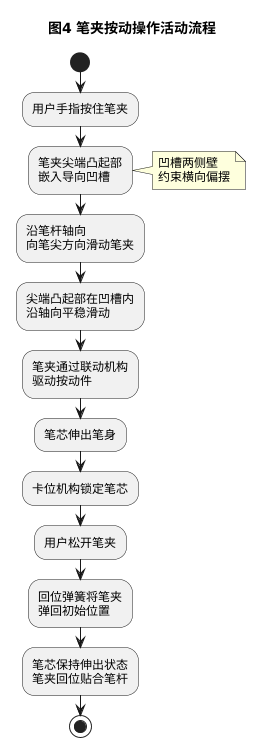 图4 笔夹按动操作活动流程
用户手指按住笔夹
笔夹尖端凸起部
嵌入导向凹槽
凹槽两侧壁
约束横向偏摆
沿笔杆轴向
向笔尖方向滑动笔夹
尖端凸起部在凹槽内
沿轴向平稳滑动
笔夹通过联动机构
驱动按动件
笔芯伸出笔身
卡位机构锁定笔芯
用户松开笔夹
回位弹簧将笔夹
弹回初始位置
笔芯保持伸出状态
笔夹回位贴合笔杆